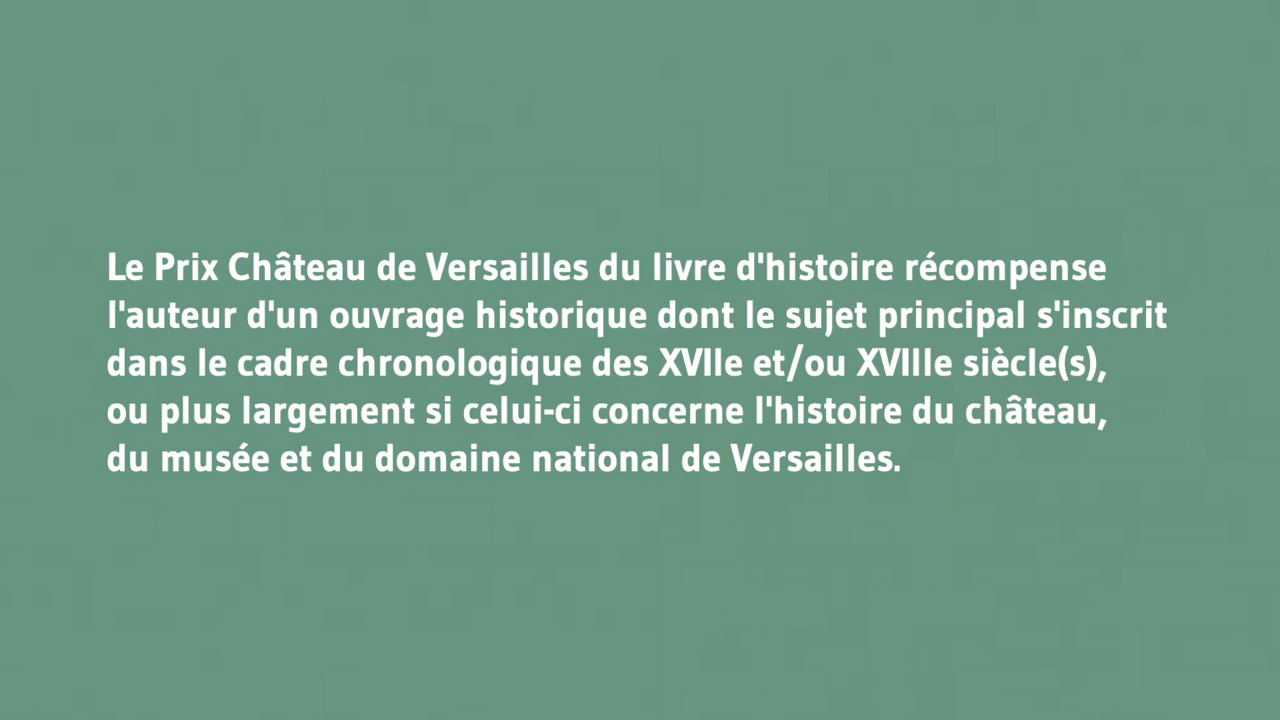 Le Prix Château de Versailles du livre d'histoire récompense
l'auteur d'un ouvrage historique dont le sujet principal s'inscrit
dans le cadre chronologique des XVIIe et/ou XVIIIe siècle(s),
ou plus largement si celui-ci concerne l'histoire du château,
du musée et du domaine national de Versailles.